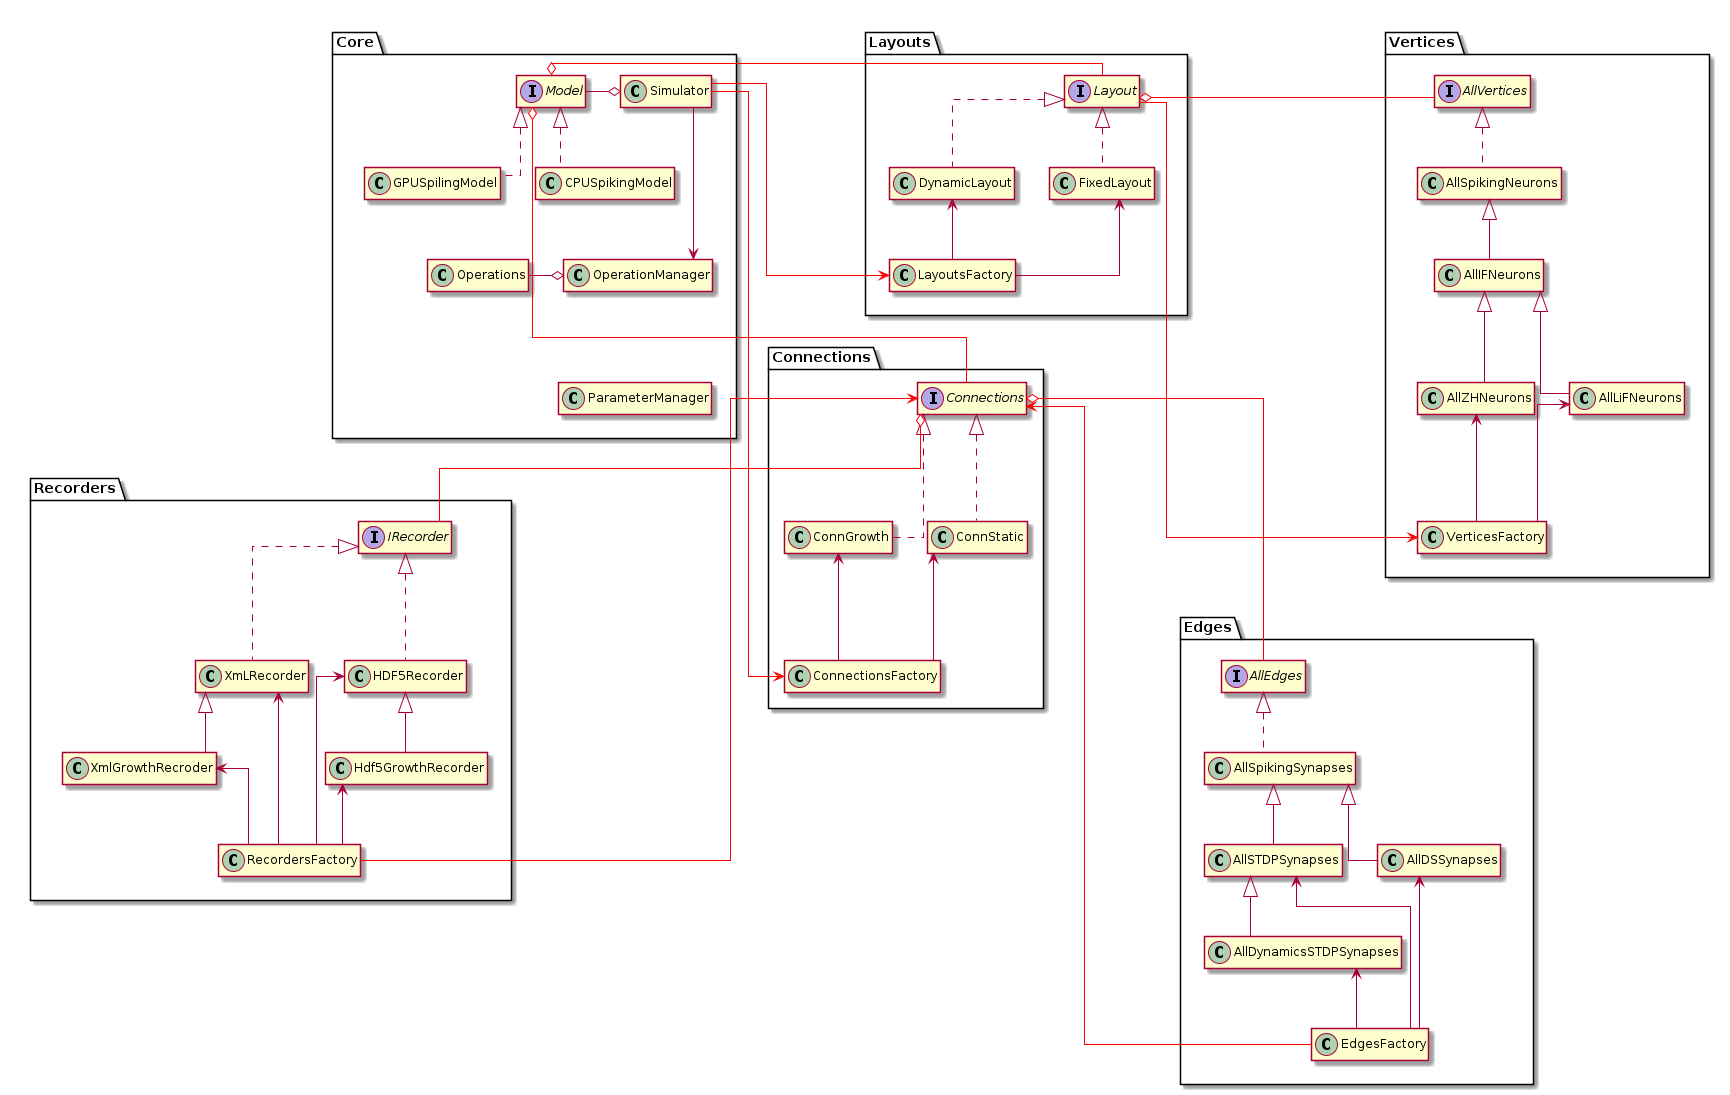 Core
I Model
C Simulator
C GPUSpilingModel
C CPUSpikingModel
C Operations
C OperationManager
C ParameterManager
Layouts
I Layout
C DynamicLayout
C FixedLayout
C LayoutsFactory
Vertices
I AllVertices
C AllSpikingNeurons
C AllIFNeurons
C AllZHNeurons
C AllLiFNeurons
C VerticesFactory
Connections
I Connections
C ConnGrowth
C ConnStatic
C ConnectionsFactory
Recorders
I IRecorder
C XmLRecorder
C HDF5Recorder
C XmlGrowthRecroder
C Hdf5GrowthRecorder
C RecordersFactory
Edges
I AllEdges
C AllSpikingSynapses
C AllSTDPSynapses
C AllDSSynapses
C AllDynamicsSTDPSynapses
C EdgesFactory